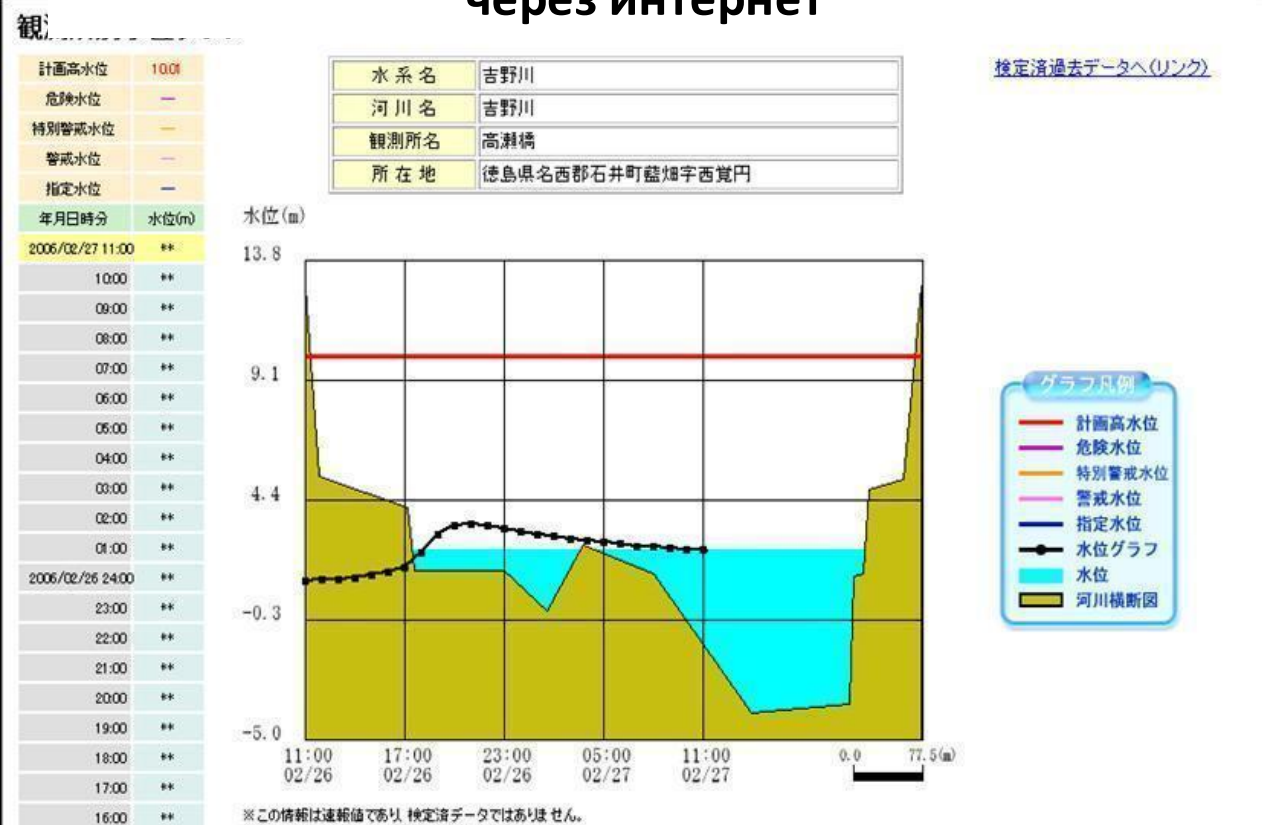 через интернет
観
計画高水位 10.01
危険水位 ー
特別警戒水位 ー
警戒水位 ー
指定水位 ー
年月日時分 水位(m)
2006/02/27 11:00 **
10:00 **
09:00 **
08:00 **
07:00 **
06:00 **
05:00 **
04:00 **
03:00 **
02:00 **
01:00 **
2006/02/26 24:00 **
23:00 **
22:00 **
21:00 **
20:00 **
19:00 **
18:00 **
17:00 **
16:00 **
水系名 吉野川
河川名 吉野川
観測所名 高瀬橋
所在地 徳島県名西郡石井町藍畑字西覚円
検定済過去データへ(リンク)
水位(m)
13.8
9.1
4.4
-0.3
-5.0
11:00 17:00 23:00 05:00 11:00 0.0 77.5(m)
02/26 02/26 02/26 02/27 02/27
※この情報は速報値であり、検定済データではありません。
グラフ凡例
計画高水位
危険水位
特別警戒水位
警戒水位
指定水位
水位グラフ
水位
河川横断図